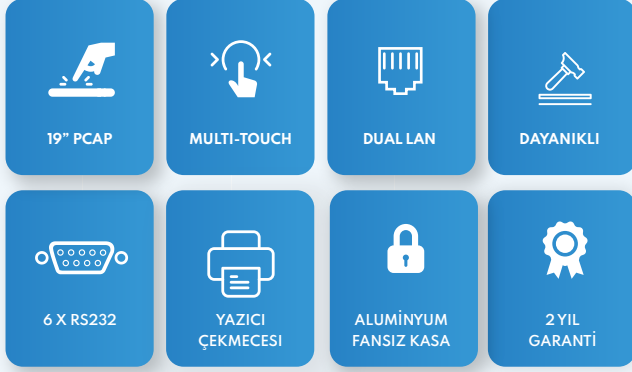 19” PCAP
MULTI-TOUCH
DUAL LAN
DAYANIKLI
6 X RS232
YAZICI
ÇEKMECESI
ALUMİNYUM
FANSIZ KASA
2 YIL
GARANTİ